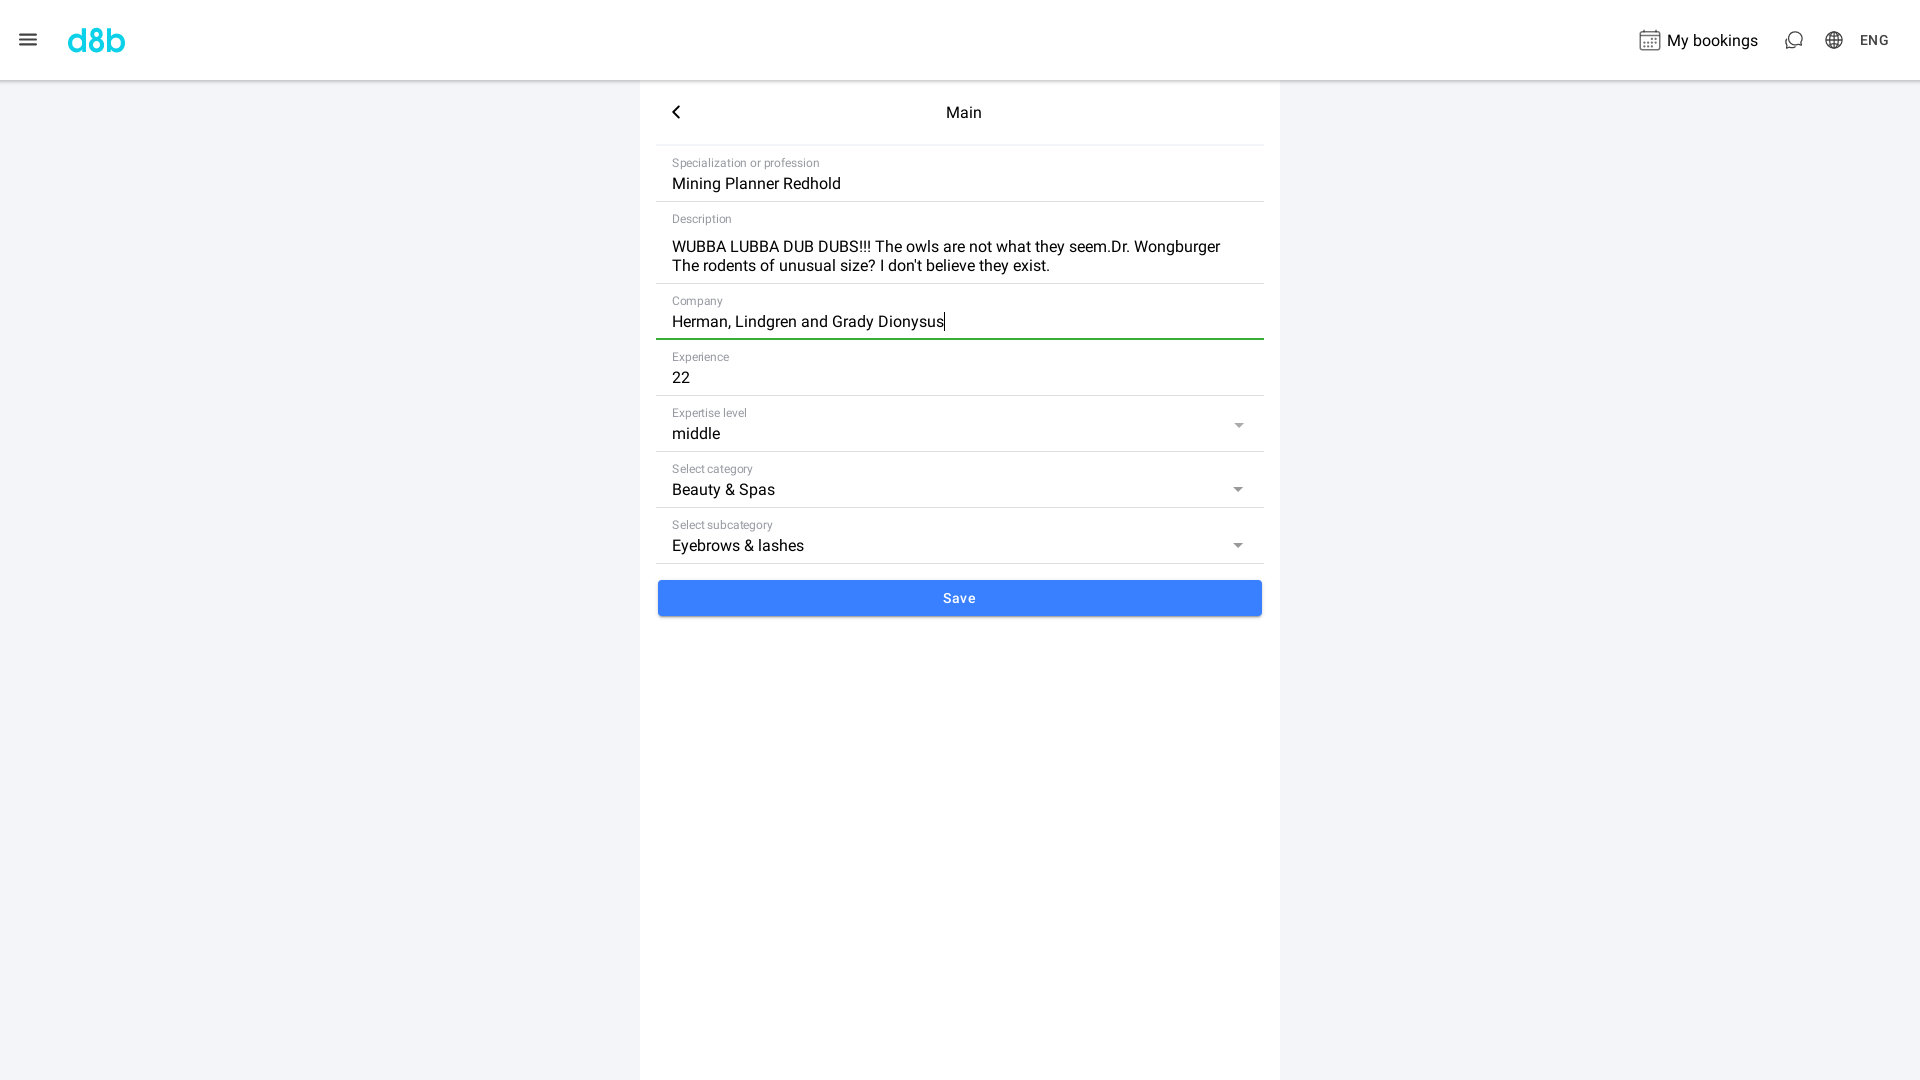 d8b
My bookings
ENG
Main
Specialization or profession
Mining Planner Redhold
Description
WUBBA LUBBA DUB DUBS!!! The owls are not what they seem.Dr. Wongburger
The rodents of unusual size? I don't believe they exist.
Company
Herman, Lindgren and Grady Dionysus
Experience
22
Expertise level
middle
Select category
Beauty & Spas
Select subcategory
Eyebrows & lashes
Save